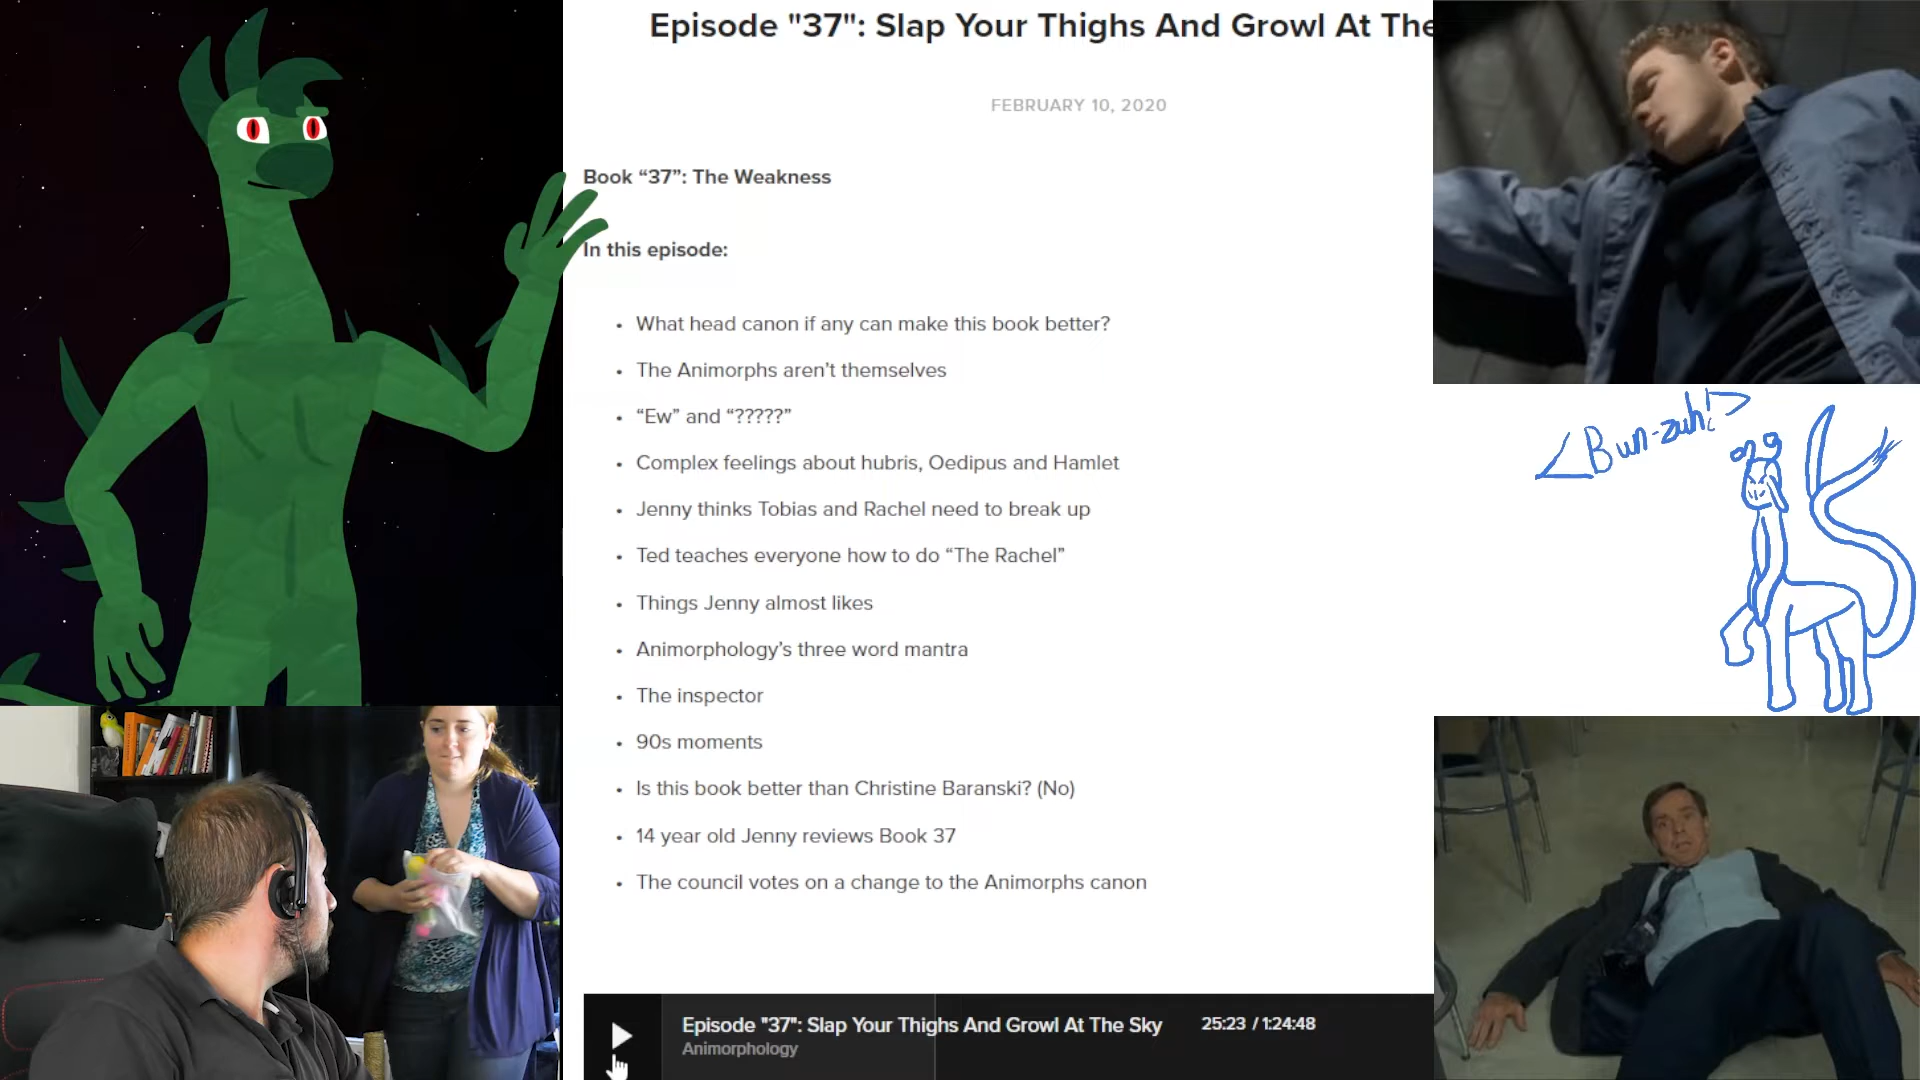 Episode "37": Slap Your Thighs And Growl At The
FEBRUARY 10, 2020
Book “37”: The Weakness
In this episode:
• What head canon if any can make this book better?
• The Animorphs aren’t themselves
• “Ew” and “?????”
• Complex feelings about hubris, Oedipus and Hamlet
• Jenny thinks Tobias and Rachel need to break up
• Ted teaches everyone how to do “The Rachel”
• Things Jenny almost likes
• Animorphology’s three word mantra
• The inspector
• 90s moments
• Is this book better than Christine Baranski? (No)
• 14 year old Jenny reviews Book 37
• The council votes on a change to the Animorphs canon
Episode "37": Slap Your Thighs And Growl At The Sky 25:23 / 1:24:48
Animorphology
<Bun-zuh!>